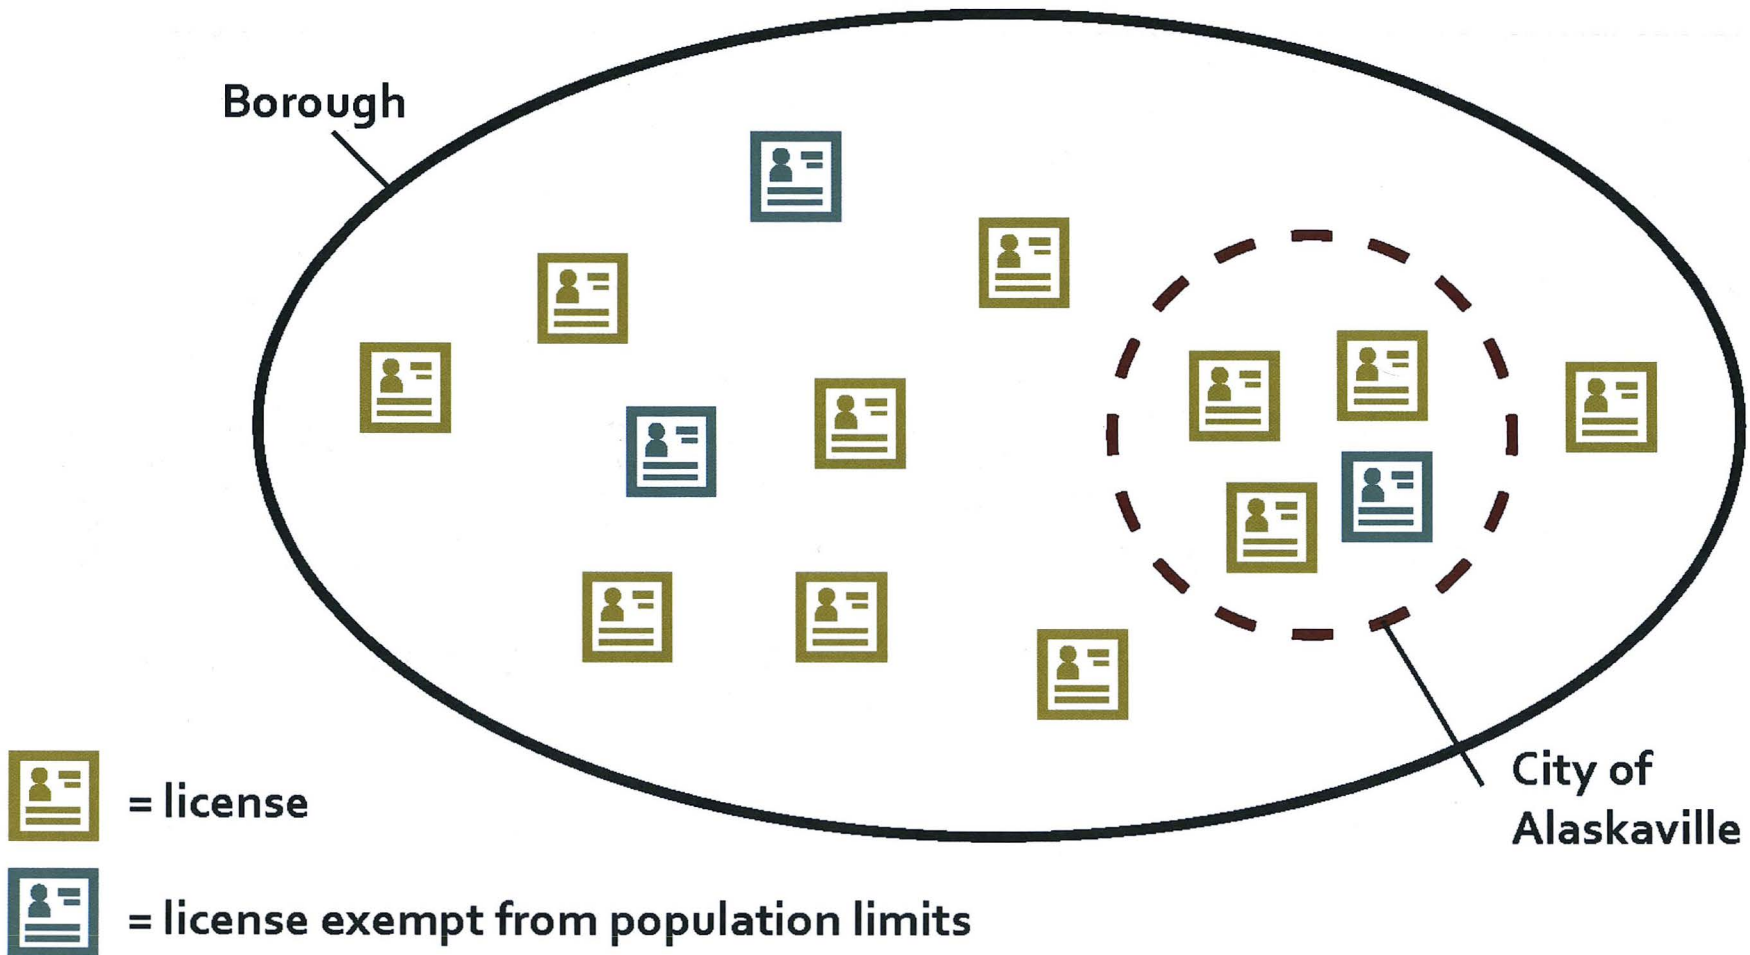 Borough
City of
Alaskaville
= license
= license exempt from population limits